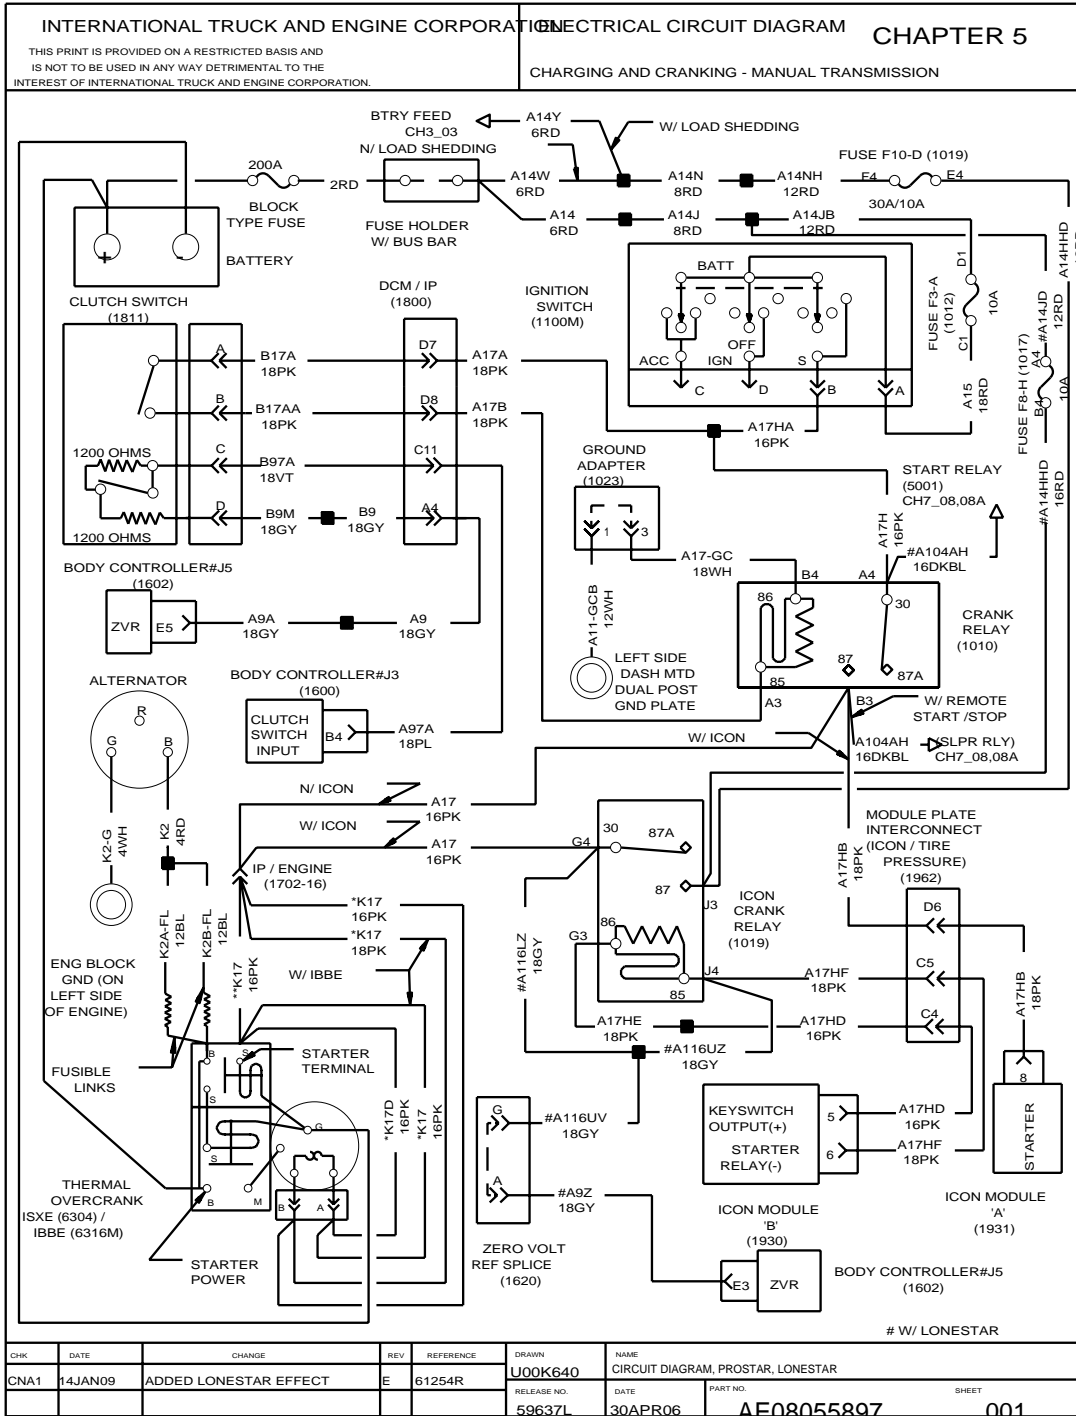 INTERNATIONAL TRUCK AND ENGINE CORPORATION
ELECTRICAL CIRCUIT DIAGRAM
CHAPTER 5
THIS PRINT IS PROVIDED ON A RESTRICTED BASIS AND
IS NOT TO BE USED IN ANY WAY DETRIMENTAL TO THE
INTEREST OF INTERNATIONAL TRUCK AND ENGINE CORPORATION.
CHARGING AND CRANKING - MANUAL TRANSMISSION
BTRY FEED
CH3_03
N/ LOAD SHEDDING
A14Y
6RD
W/ LOAD SHEDDING
FUSE F10-D (1019)
200A
BLOCK
TYPE FUSE
2RD
A14W
6RD
A14N
8RD
A14NH
12RD
E4
E4
30A/10A
FUSE HOLDER
W/ BUS BAR
A14
6RD
A14J
8RD
A14JB
12RD
A14HHD
+
-
BATTERY
BATT
OFF
ACC
IGN
S
C
D
B
A
IGNITION
SWITCH
(1100M)
D1
FUSE F3-A
(1012)
10A
C1
A15
18RD
#A14JD
12RD
A4
FUSE F8-H (1017)
10A
B4
#A14HHD
16RD
CLUTCH SWITCH
(1811)
DCM / IP
(1800)
A
B17A
18PK
D7
A17A
18PK
B
B17AA
18PK
D8
A17B
18PK
1200 OHMS
C
B97A
18VT
C11
D
B9M
18GY
B9
18GY
A4
1200 OHMS
A17HA
16PK
GROUND
ADAPTER
(1023)
1
3
A17-GC
18WH
A11-GCB
12WH
START RELAY
(5001)
CH7_08,08A
A17H
16PK
#A104AH
16DKBL
B4
A4
86
30
87
87A
85
A3
B3
CRANK
RELAY
(1010)
BODY CONTROLLER#J5
(1602)
ZVR
E5
A9A
18GY
A9
18GY
LEFT SIDE
DASH MTD
DUAL POST
GND PLATE
W/ REMOTE
START /STOP
A104AH
16DKBL
(SLPR RLY)
CH7_08,08A
W/ ICON
ALTERNATOR
R
G
B
BODY CONTROLLER#J3
(1600)
CLUTCH
SWITCH
INPUT
B4
A97A
18PL
N/ ICON
A17
16PK
W/ ICON
A17
16PK
K2-G
4WH
K2
4RD
IP / ENGINE
(1702-16)
G4
30
87A
87
J3
ICON
CRANK
RELAY
(1019)
G3
86
85
J4
MODULE PLATE
INTERCONNECT
(ICON / TIRE
PRESSURE)
(1962)
A17HB
18PK
D6
C5
C4
*K17
16PK
*K17
18PK
W/ IBBE
K2A-FL
12BL
K2B-FL
12BL
**K17
16PK
#A116LZ
18GY
A17HF
18PK
A17HB
18PK
A17HE
18PK
A17HD
16PK
#A116UZ
18GY
ENG BLOCK
GND (ON
LEFT SIDE
OF ENGINE)
FUSIBLE
LINKS
STARTER
TERMINAL
B
S
S
S
B
M
G
B
A
*K17D
16PK
*K17
16PK
G
#A116UV
18GY
A
#A9Z
18GY
ZERO VOLT
REF SPLICE
(1620)
KEYSWITCH
OUTPUT(+)
STARTER
RELAY(-)
5
6
A17HD
16PK
A17HF
18PK
8
STARTER
ICON MODULE
'A'
(1931)
ICON MODULE
'B'
(1930)
THERMAL
OVERCRANK
ISXE (6304) /
IBBE (6316M)
STARTER
POWER
E3
ZVR
BODY CONTROLLER#J5
(1602)
# W/ LONESTAR
CHK
DATE
CHANGE
REV
REFERENCE
DRAWN
NAME
CNA1
14JAN09
ADDED LONESTAR EFFECT
E
61254R
U00K640
CIRCUIT DIAGRAM, PROSTAR, LONESTAR
RELEASE NO.
DATE
PART NO.
SHEET
59637L
30APR06
AE08055897
001